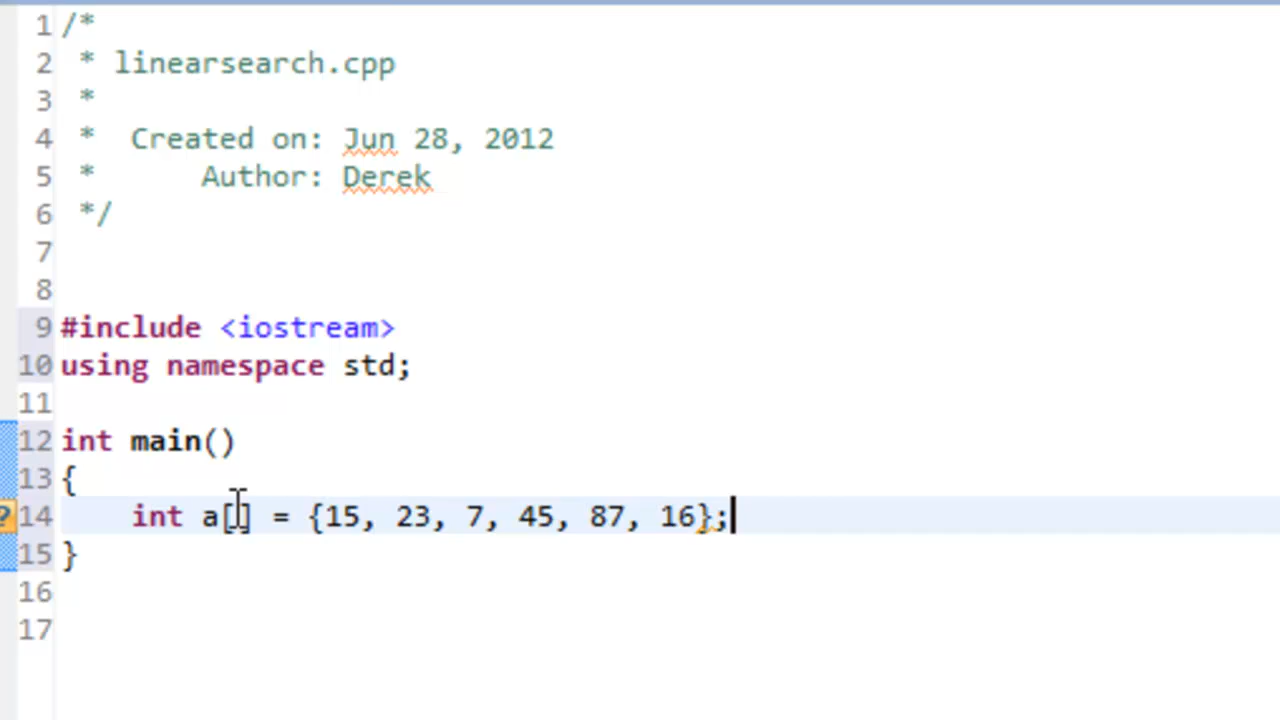 1 /*
2  * linearsearch.cpp
3  *
4  *  Created on: Jun 28, 2012
5  *      Author: Derek
6  */
7
8
9 #include <iostream>
10 using namespace std;
11
12 int main()
13 {
? 14     int a[] = {15, 23, 7, 45, 87, 16};
15 }
16
17